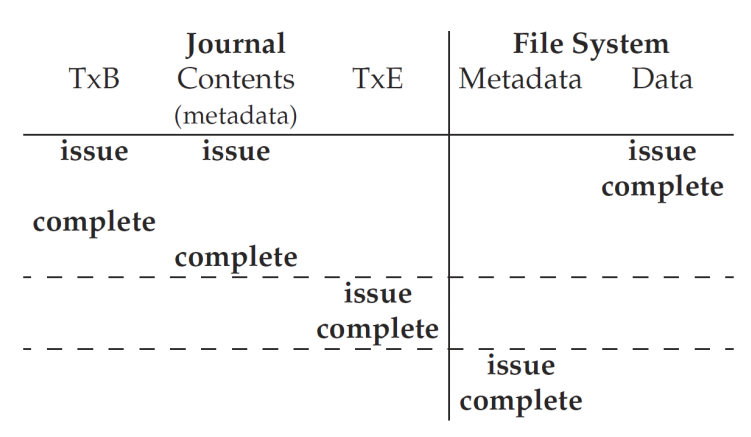 Journal File System
TxB Contents TxE Metadata Data
(metadata)
issue issue issue
complete
complete
complete
issue
complete
issue
complete